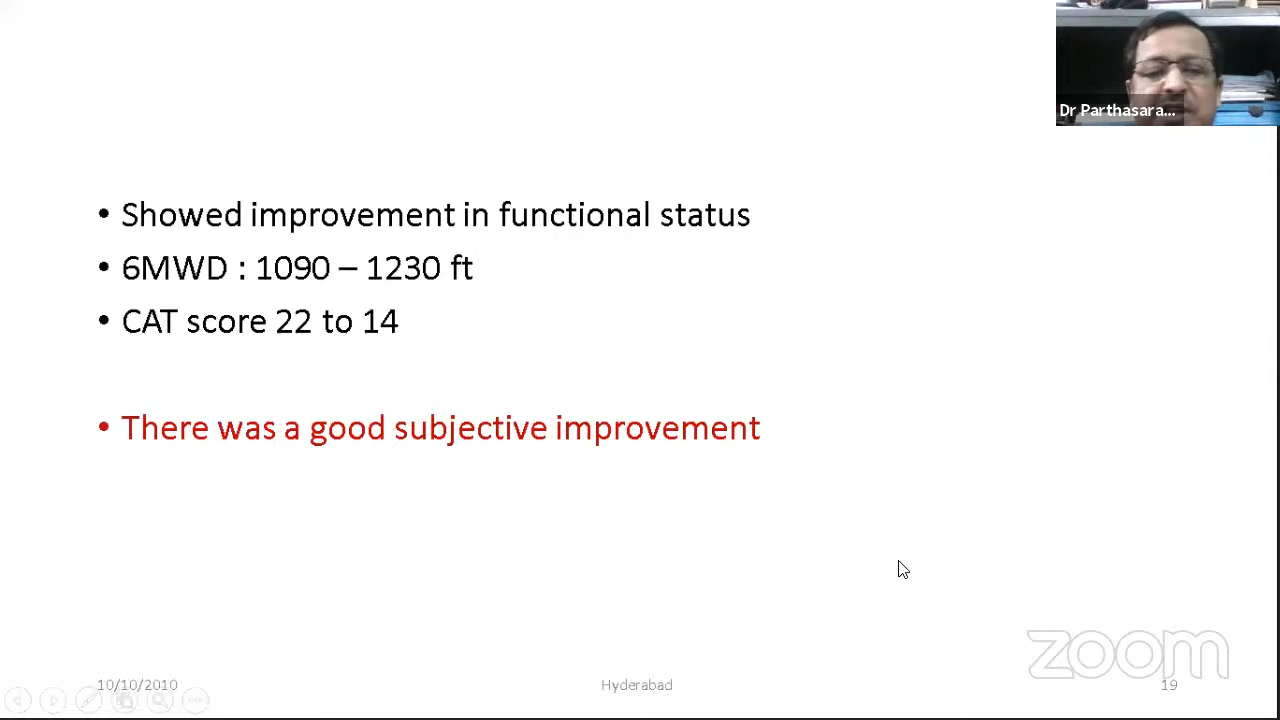 Dr Parthasara...
• Showed improvement in functional status
• 6MWD : 1090 – 1230 ft
• CAT score 22 to 14
• There was a good subjective improvement
zoom
10/10/2010
Hyderabad
19